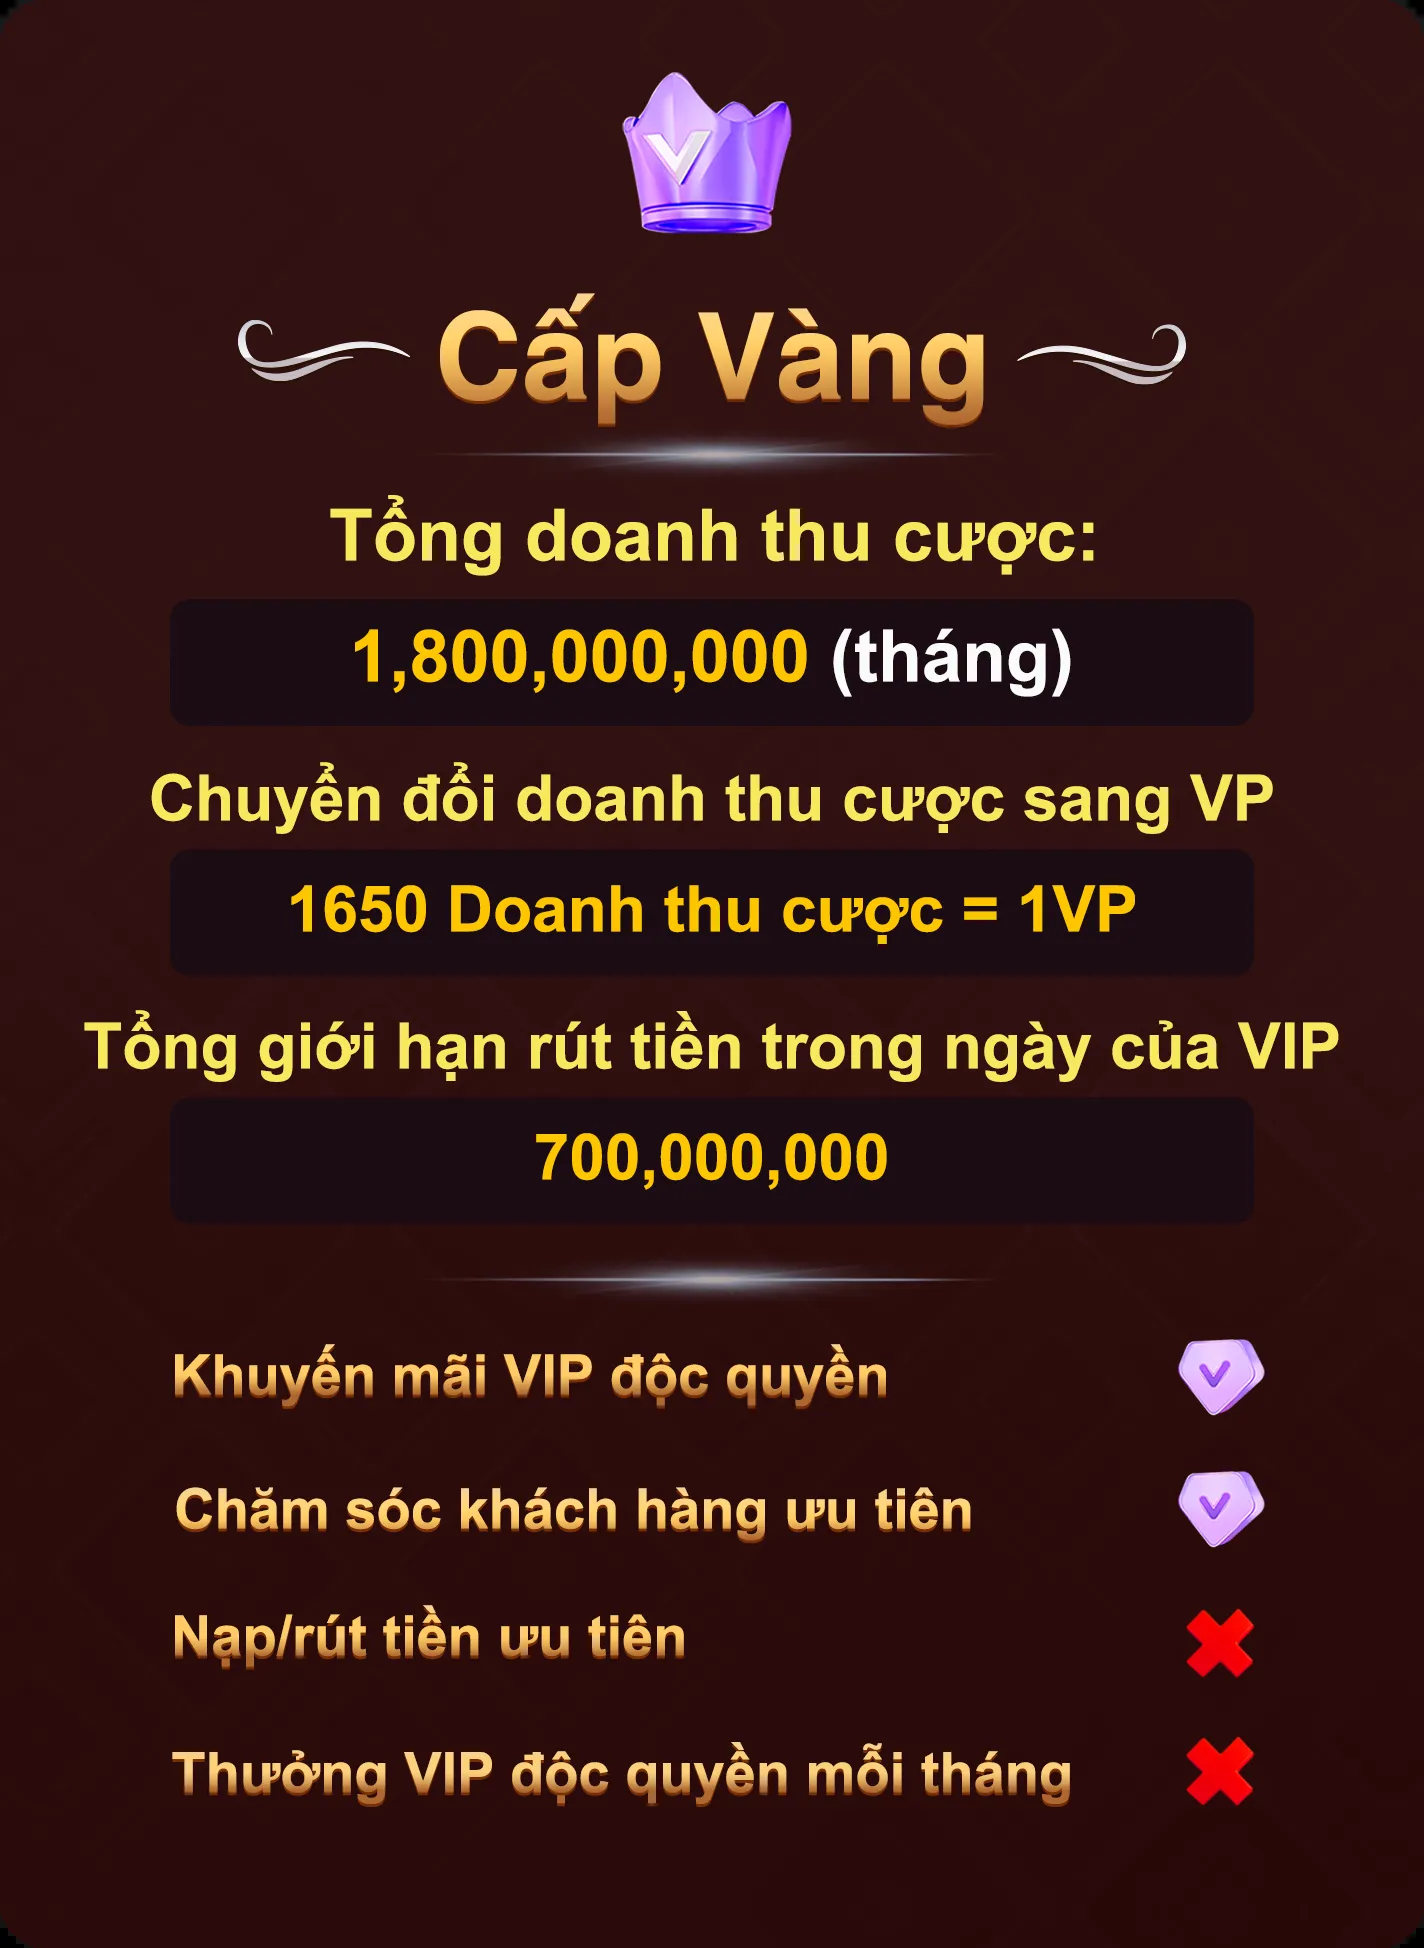 Cấp Vàng
Tổng doanh thu cược:
1,800,000,000 (tháng)
Chuyển đổi doanh thu cược sang VP
1650 Doanh thu cược = 1VP
Tổng giới hạn rút tiền trong ngày của VIP
700,000,000
Khuyến mãi VIP độc quyền
Chăm sóc khách hàng ưu tiên
Nạp/rút tiền ưu tiên
Thưởng VIP độc quyền mỗi tháng